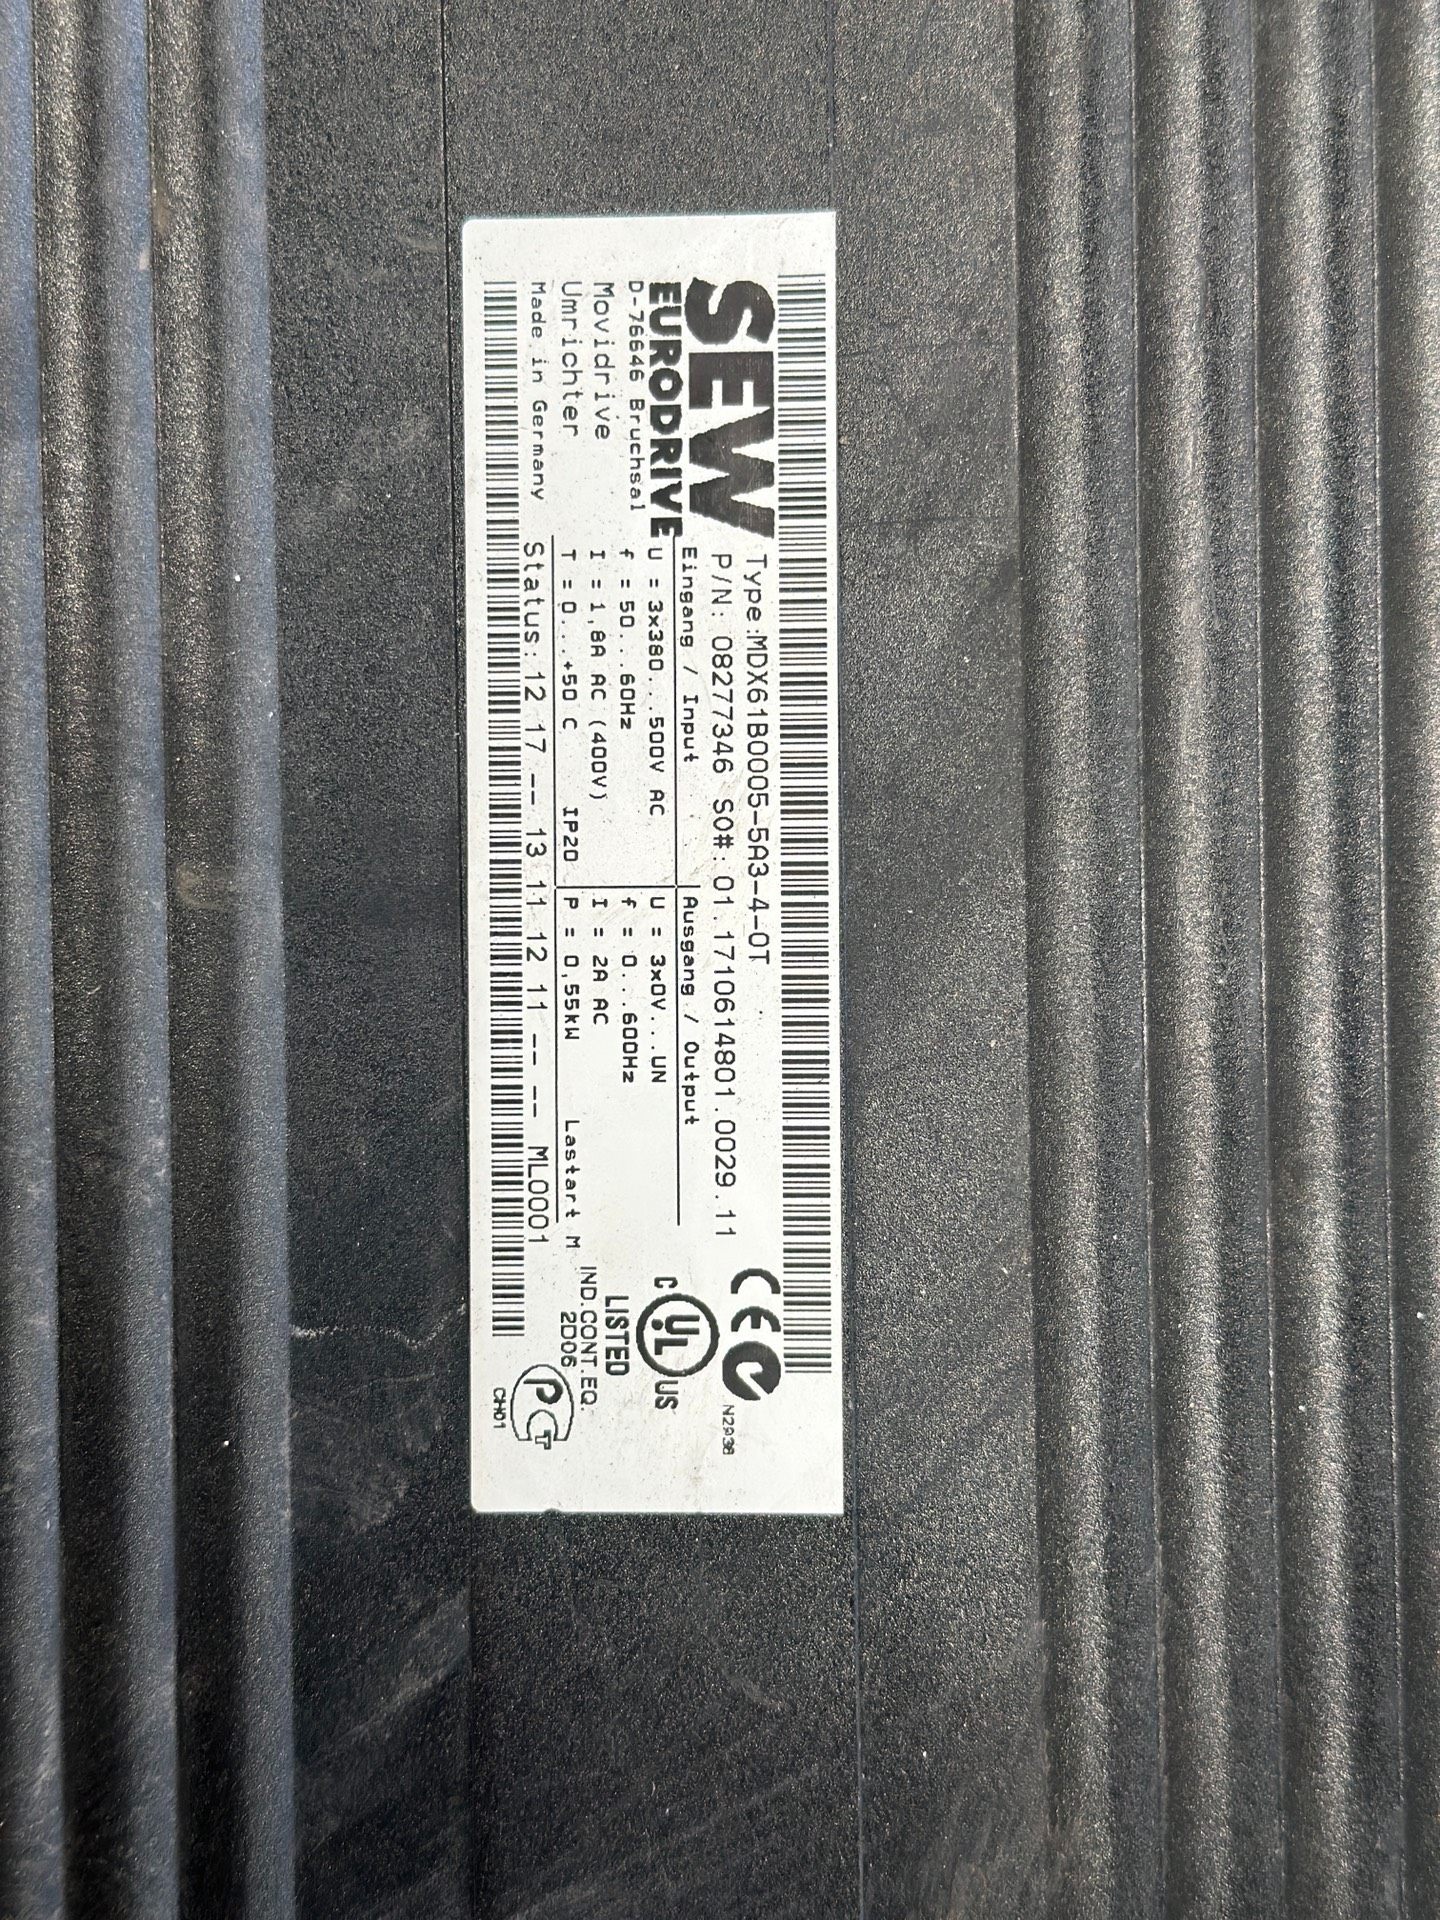 SEW
EURODRIVE
D-76646 Bruchsal
Movidrive
Umrichter
Made in Germany
Type:MDX61B0005-5A3-4-0T
P/N: 08277346 SO#: 01.1710614801.0029.11
Eingang / Input
U = 3x380...500V AC
f = 50...60Hz
I = 1,8A AC (400V)
T = 0...+50 C IP20
Ausgang / Output
U = 3x0V...UN
f = 0...600Hz
I = 2A AC
P = 0,55kW Lastart M
Status: 12 17 -- 13 11 12 11 -- -- ML0001
CE
N2936
C UL US
LISTED
IND.CONT.EQ.
2D06